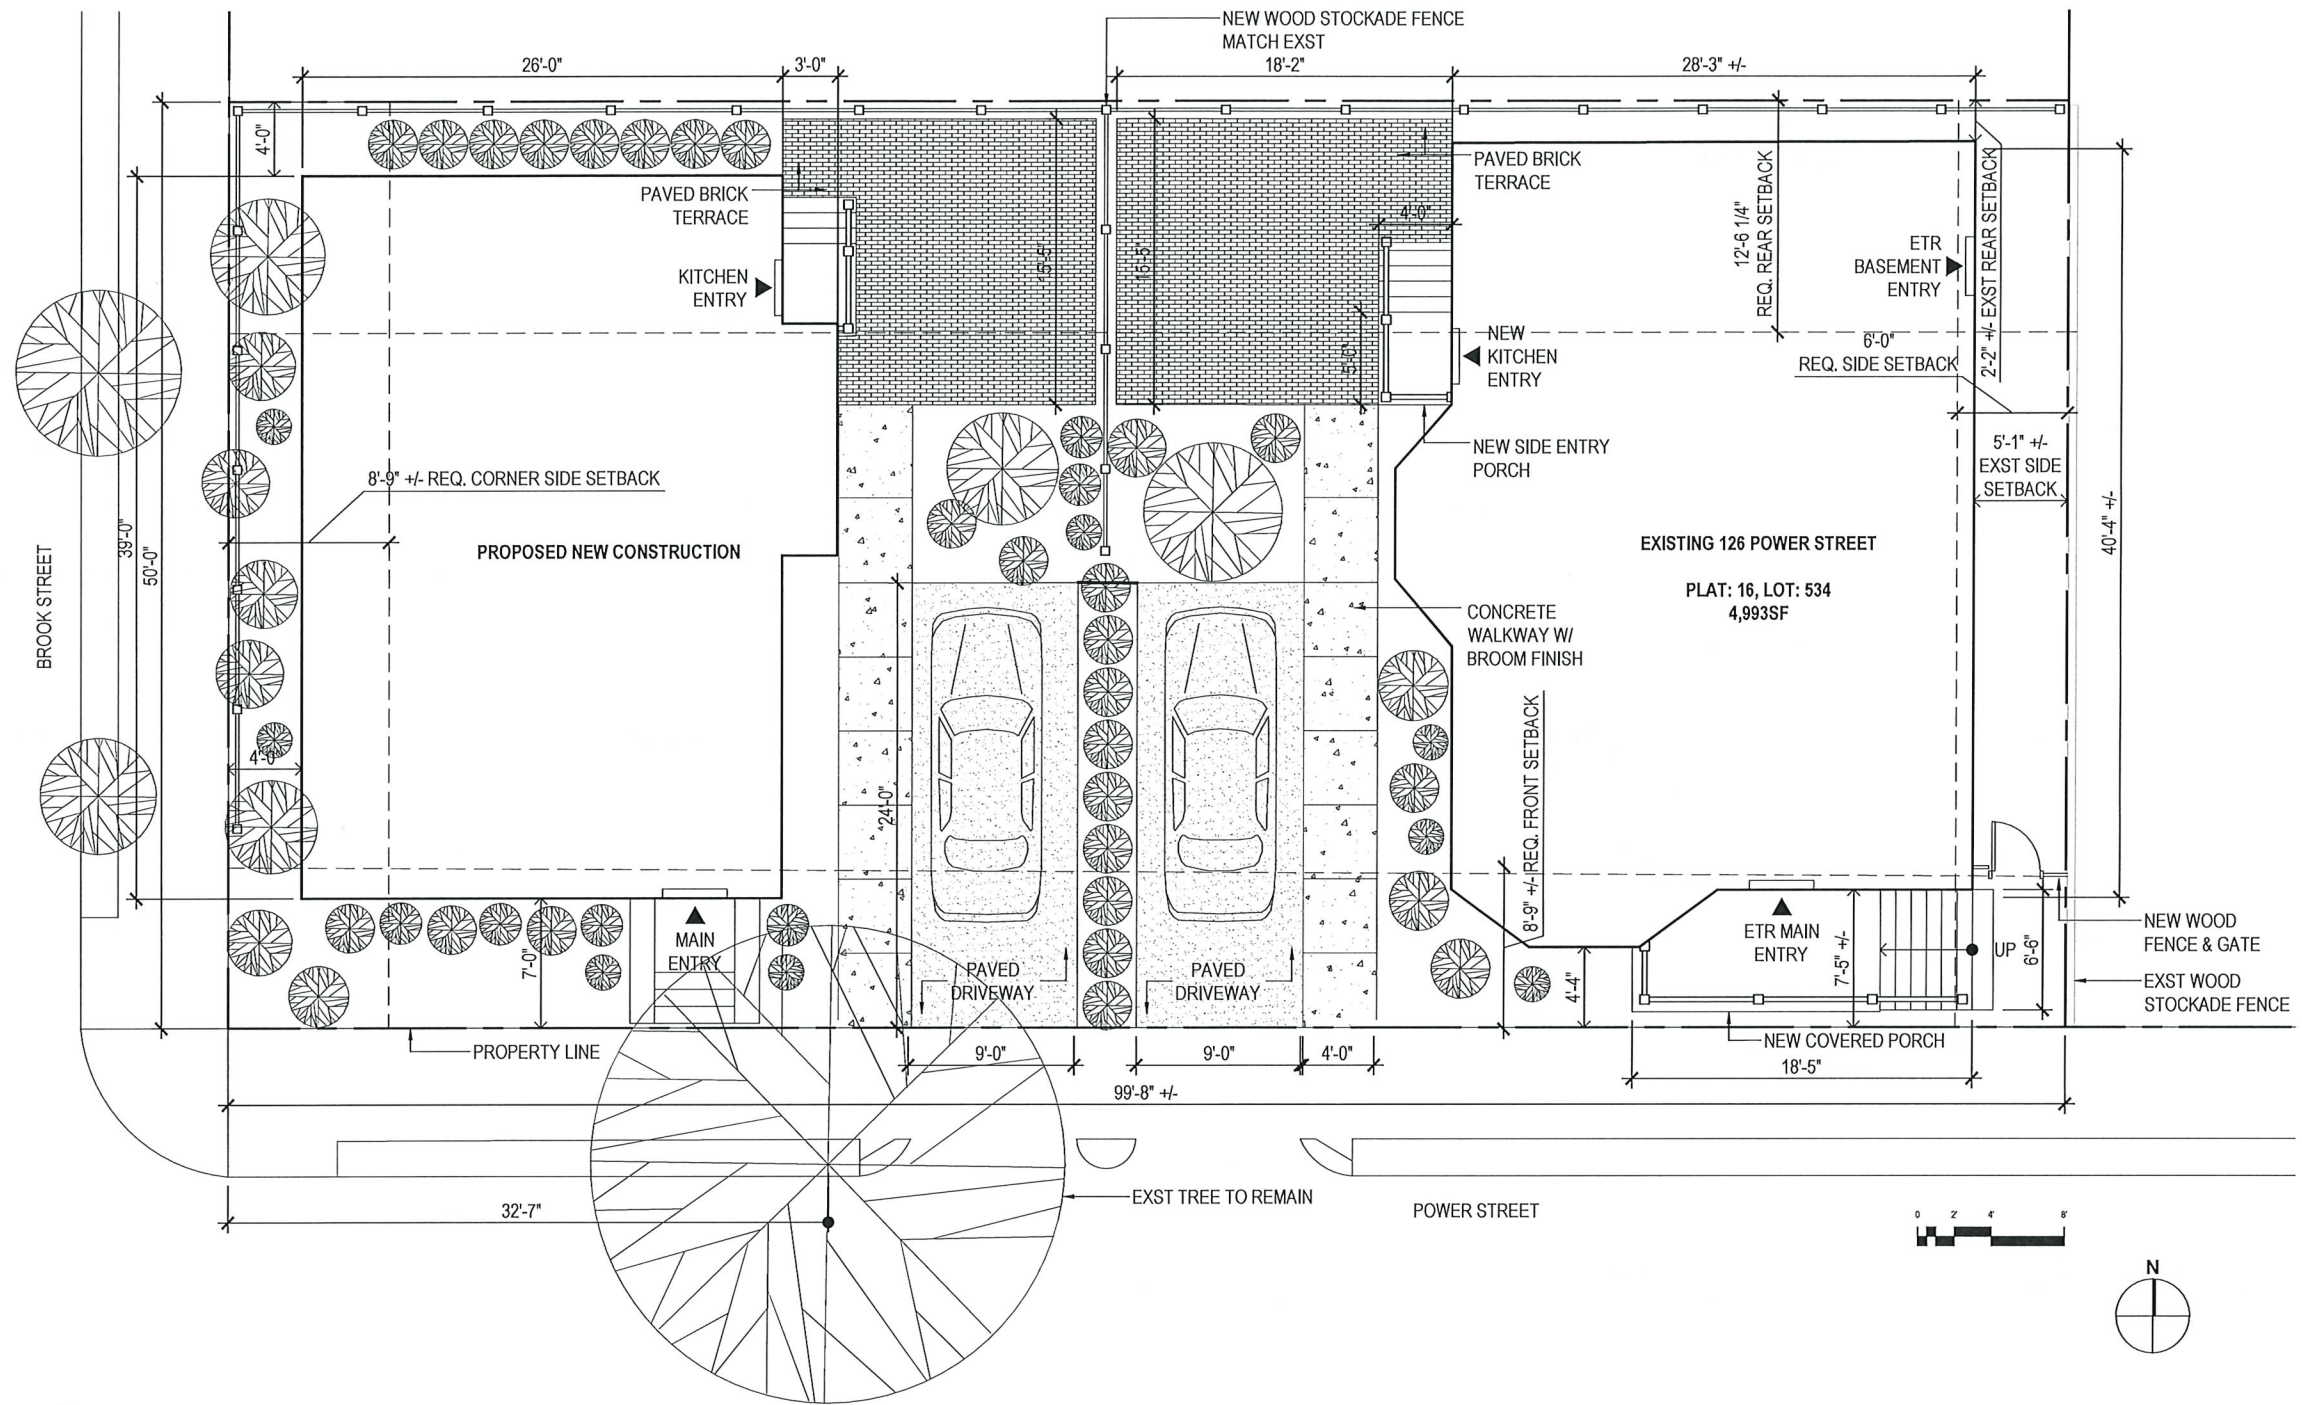 NEW WOOD STOCKADE FENCE
MATCH EXST
26'-0"
3'-0"
18'-2"
28'-3" +/-
4'-0"
PAVED BRICK
TERRACE
PAVED BRICK
TERRACE
4'-0"
15'-5"
12'-6 1/4"
REQ. REAR SETBACK
2'-2" +/- EXST REAR SETBACK
ETR
BASEMENT
ENTRY
KITCHEN
ENTRY
NEW
KITCHEN
ENTRY
5'-0"
6'-0"
REQ. SIDE SETBACK
NEW SIDE ENTRY
PORCH
5'-1" +/-
EXST SIDE
SETBACK
8'-9" +/- REQ. CORNER SIDE SETBACK
39'-0"
50'-0"
40'-4" +/-
BROOK STREET
PROPOSED NEW CONSTRUCTION
EXISTING 126 POWER STREET
PLAT: 16, LOT: 534
4,993SF
CONCRETE
WALKWAY W/
BROOM FINISH
4'-0"
24'-0"
8'-9" +/- REQ. FRONT SETBACK
MAIN
ENTRY
7'-0"
PAVED
DRIVEWAY
PAVED
DRIVEWAY
4'-4"
ETR MAIN
ENTRY
7'-5" +/-
UP
6'-6"
NEW WOOD
FENCE & GATE
EXST WOOD
STOCKADE FENCE
PROPERTY LINE
NEW COVERED PORCH
9'-0"
9'-0"
4'-0"
18'-5"
99'-8" +/-
EXST TREE TO REMAIN
32'-7"
POWER STREET
0 2' 4' 8'
N